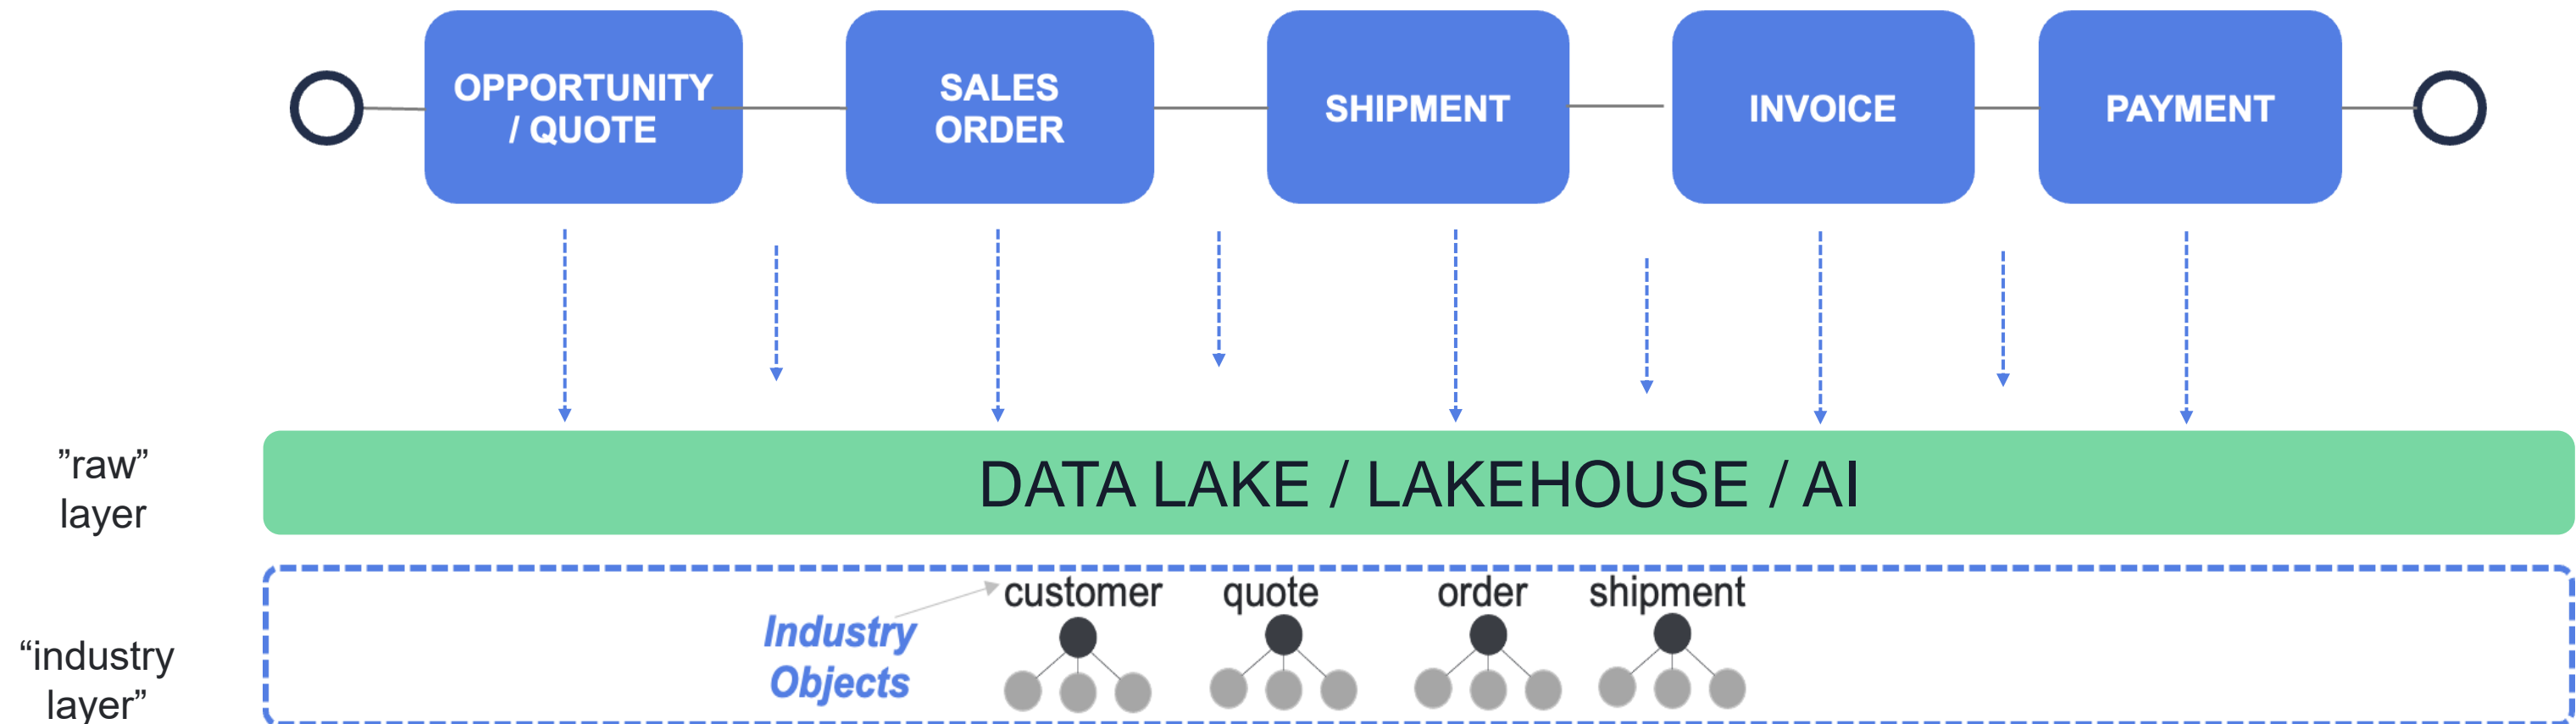 OPPORTUNITY
/ QUOTE
SALES
ORDER
SHIPMENT
INVOICE
PAYMENT
”raw”
layer
DATA LAKE / LAKEHOUSE / AI
customer
quote
order
shipment
Industry
Objects
“industry
layer”